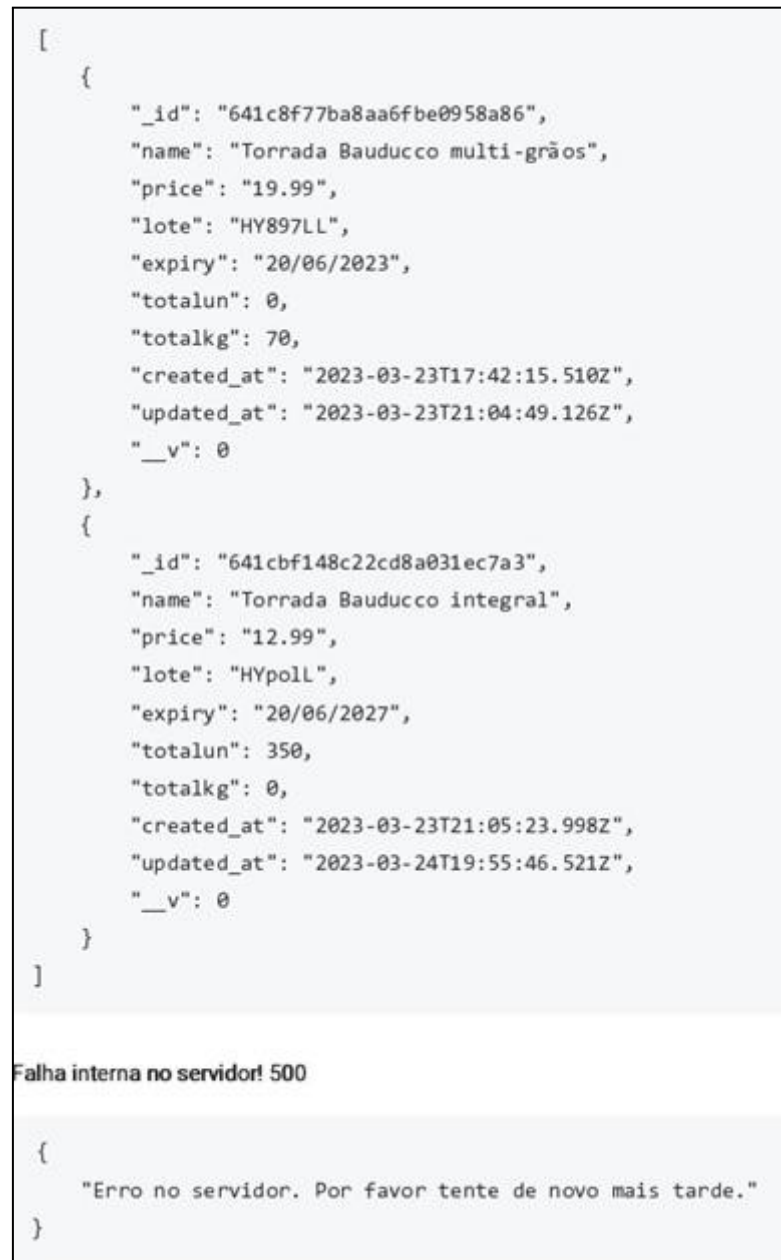 [
{
"_id": "641c8f77ba8aa6fbe0958a86",
"name": "Torrada Bauducco multi-grãos",
"price": "19.99",
"lote": "HY897LL",
"expiry": "20/06/2023",
"totalun": 0,
"totalkg": 70,
"created_at": "2023-03-23T17:42:15.510Z",
"updated_at": "2023-03-23T21:04:49.126Z",
"__v": 0
},
{
"_id": "641cbf148c22cd8a031ec7a3",
"name": "Torrada Bauducco integral",
"price": "12.99",
"lote": "HYpolL",
"expiry": "20/06/2027",
"totalun": 350,
"totalkg": 0,
"created_at": "2023-03-23T21:05:23.998Z",
"updated_at": "2023-03-24T19:55:46.521Z",
"__v": 0
}
]
Falha interna no servidor! 500
{
"Erro no servidor. Por favor tente de novo mais tarde."
}